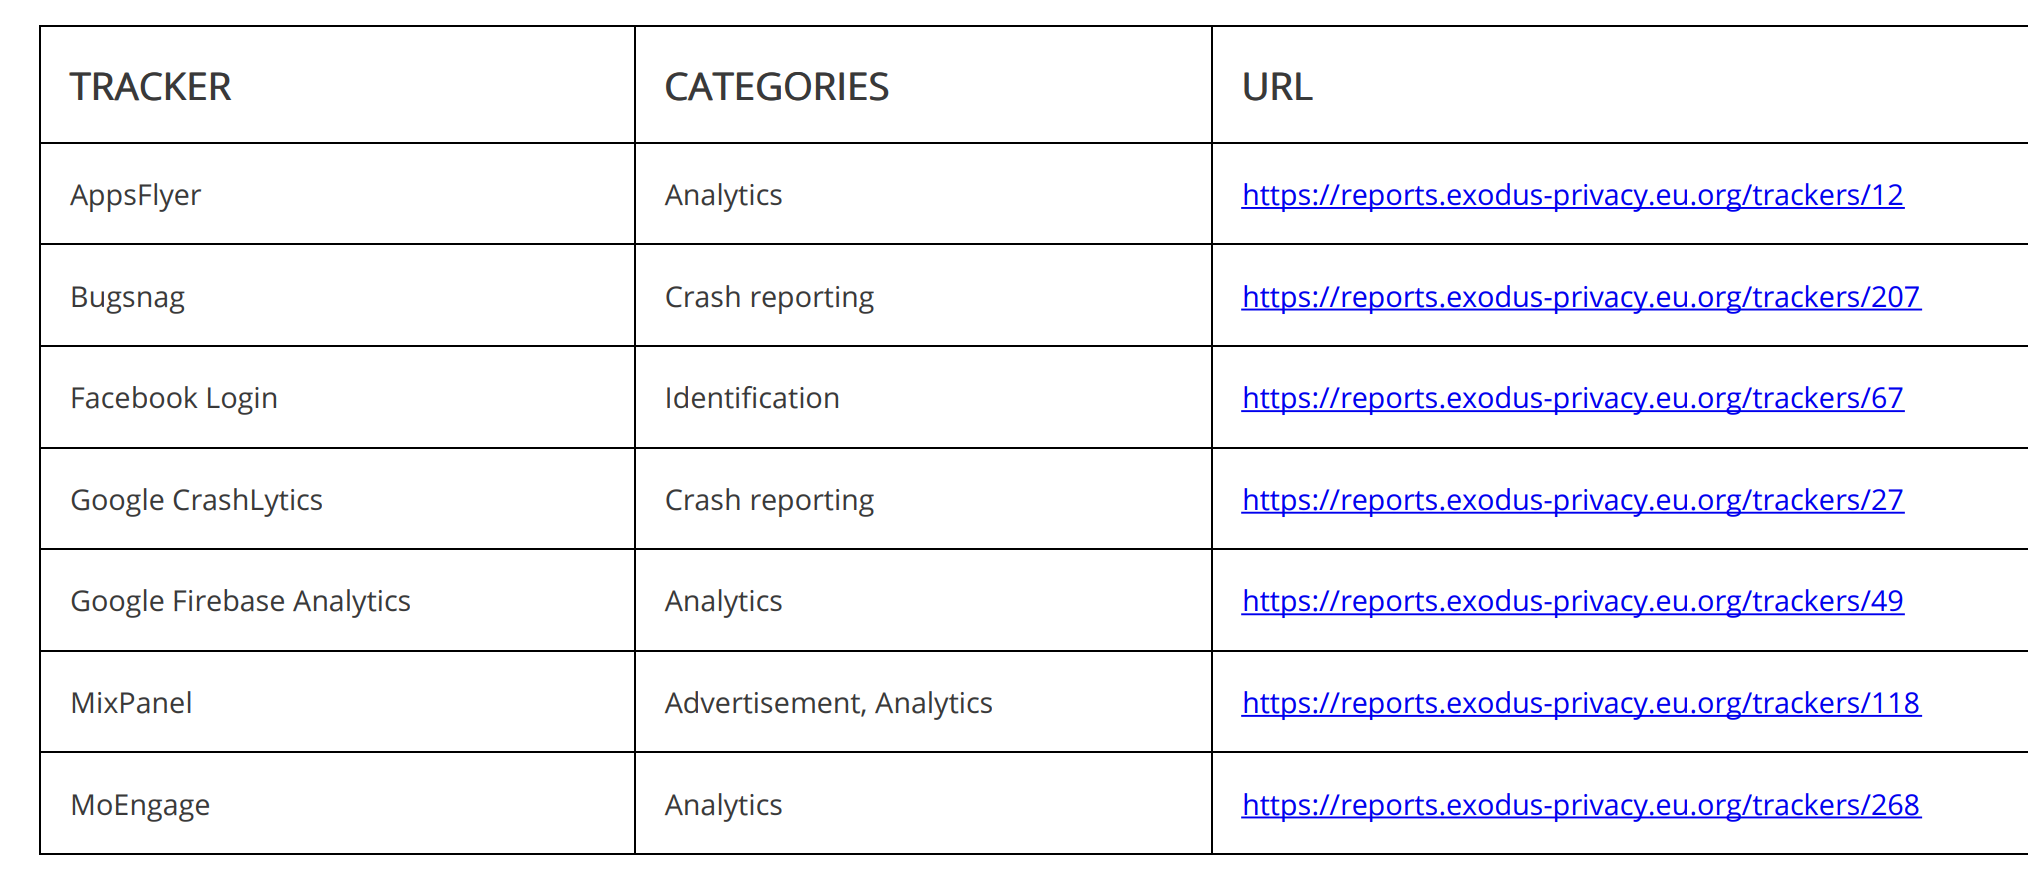 TRACKER CATEGORIES URL
AppsFlyer Analytics https://reports.exodus-privacy.eu.org/trackers/12
Bugsnag Crash reporting https://reports.exodus-privacy.eu.org/trackers/207
Facebook Login Identification https://reports.exodus-privacy.eu.org/trackers/67
Google CrashLytics Crash reporting https://reports.exodus-privacy.eu.org/trackers/27
Google Firebase Analytics Analytics https://reports.exodus-privacy.eu.org/trackers/49
MixPanel Advertisement, Analytics https://reports.exodus-privacy.eu.org/trackers/118
MoEngage Analytics https://reports.exodus-privacy.eu.org/trackers/268